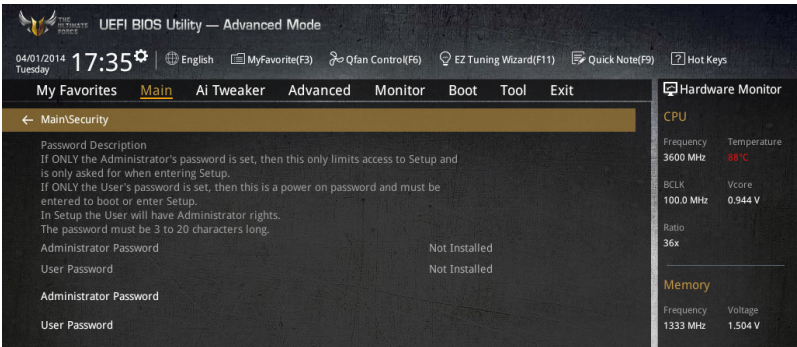 THE ULTIMATE FORCE
UEFI BIOS Utility — Advanced Mode
04/01/2014 Tuesday 17:35 English MyFavorite(F3) Qfan Control(F6) EZ Tuning Wizard(F11) Quick Note(F9) ? Hot Keys
My Favorites Main Ai Tweaker Advanced Monitor Boot Tool Exit
Hardware Monitor
← Main\Security
Password Description
If ONLY the Administrator's password is set, then this only limits access to Setup and
is only asked for when entering Setup.
If ONLY the User's password is set, then this is a power on password and must be
entered to boot or enter Setup.
In Setup the User will have Administrator rights.
The password must be 3 to 20 characters long.
Administrator Password Not Installed
User Password Not Installed
Administrator Password
User Password
CPU
Frequency Temperature
3600 MHz 88°C
BCLK Vcore
100.0 MHz 0.944 V
Ratio
36x
Memory
Frequency Voltage
1333 MHz 1.504 V